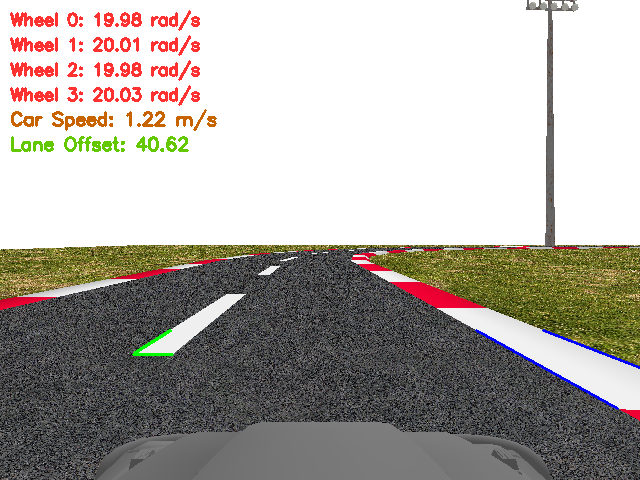 Wheel 0: 19.98 rad/s
Wheel 1: 20.01 rad/s
Wheel 2: 19.98 rad/s
Wheel 3: 20.03 rad/s
Car Speed: 1.22 m/s
Lane Offset: 40.62